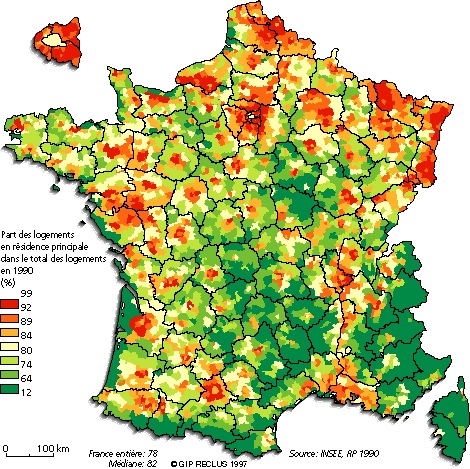 Part des logements
en résidence principale
dans le total des logements
en 1990
(%)
99
92
89
84
80
74
64
12
0 100 km
France entière: 78
Médiane: 82
© GIP RECLUS 1997
Source: INSEE, RP 1990